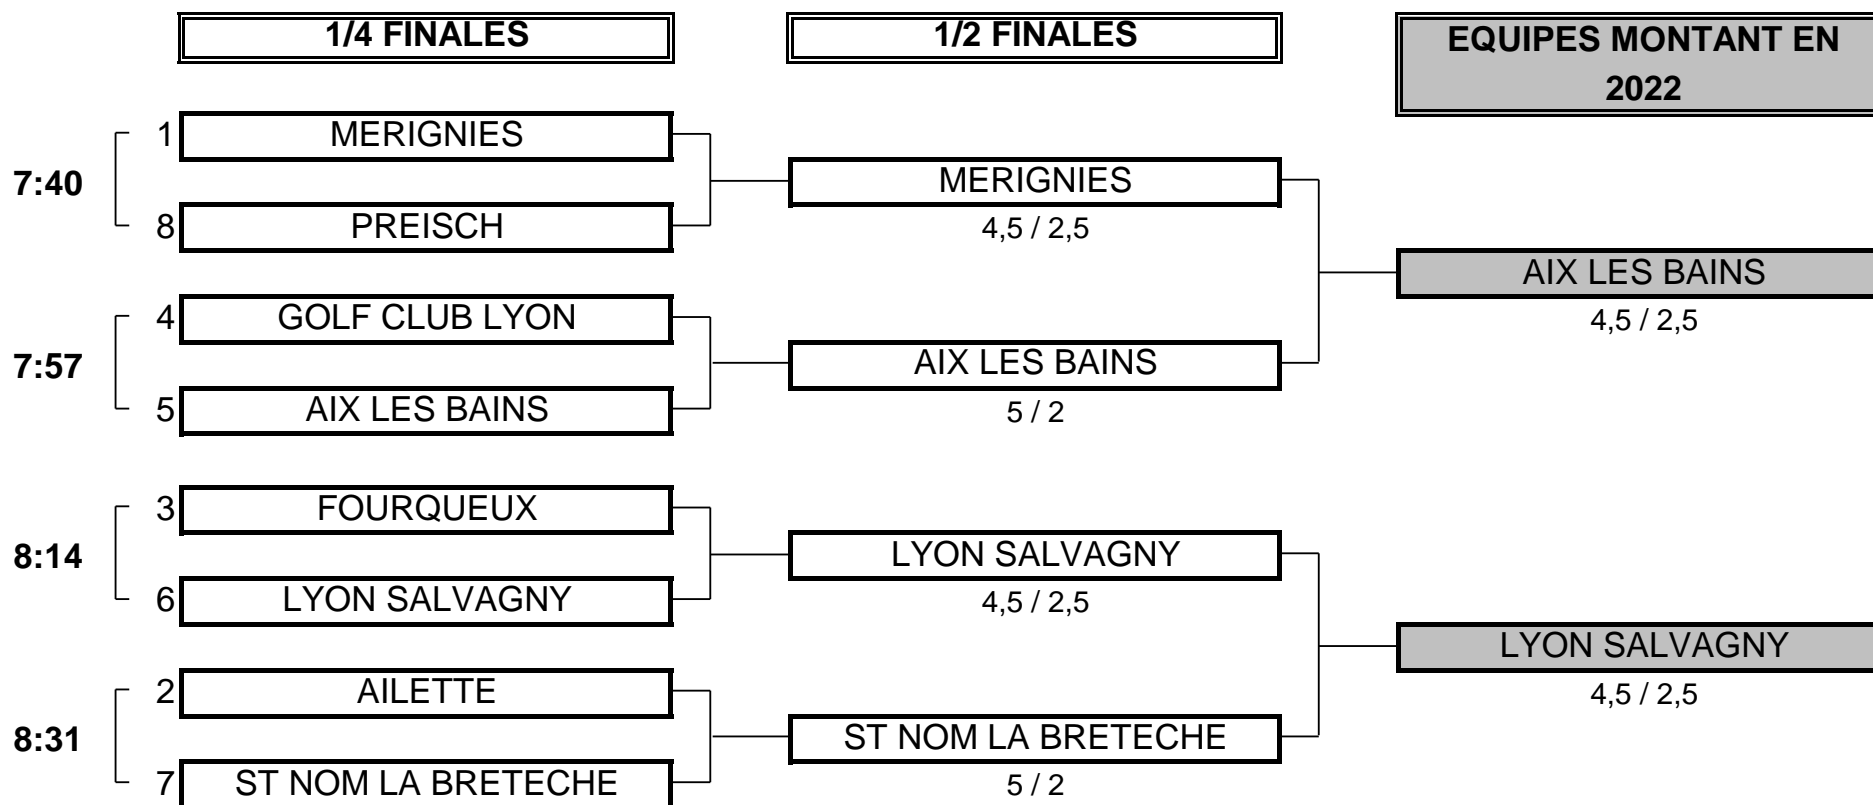 1/4 FINALES
1/2 FINALES
EQUIPES MONTANT EN
2022
7:40
1
MERIGNIES
8
PREISCH
MERIGNIES
4,5 / 2,5
7:57
4
GOLF CLUB LYON
5
AIX LES BAINS
AIX LES BAINS
5 / 2
AIX LES BAINS
4,5 / 2,5
8:14
3
FOURQUEUX
6
LYON SALVAGNY
LYON SALVAGNY
4,5 / 2,5
8:31
2
AILETTE
7
ST NOM LA BRETECHE
ST NOM LA BRETECHE
5 / 2
LYON SALVAGNY
4,5 / 2,5